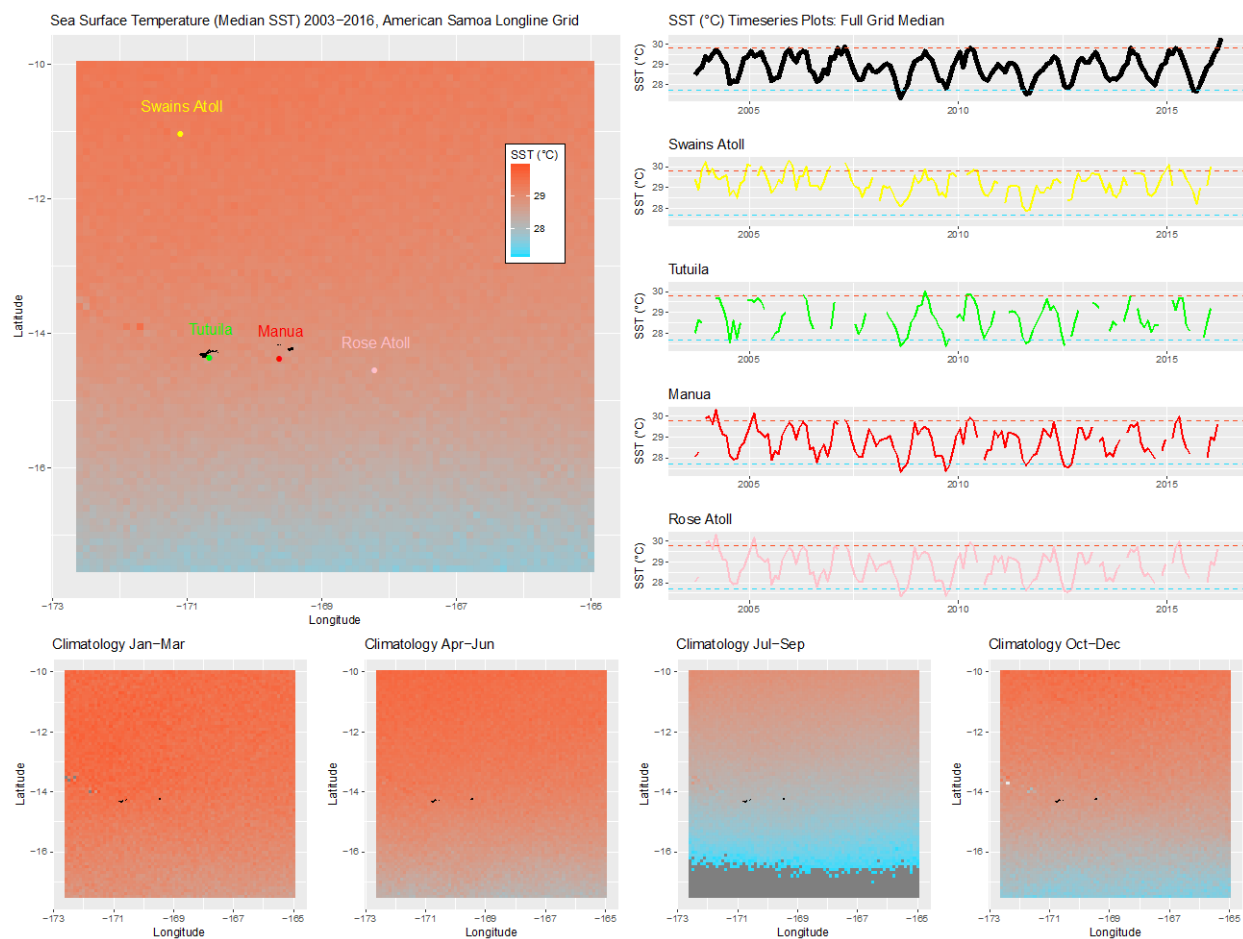 Sea Surface Temperature (Median SST) 2003−2016, American Samoa Longline Grid
−10
−12
−14
−16
Latitude
Swains Atoll
SST (°C)
29
28
Tutuila
Manua
Rose Atoll
−173
−171
−169
−167
−165
Longitude
SST (°C) Timeseries Plots: Full Grid Median
SST (°C)
30
29
28
2005
2010
2015
Swains Atoll
SST (°C)
30
29
28
2005
2010
2015
Tutuila
SST (°C)
30
29
28
2005
2010
2015
Manua
SST (°C)
30
29
28
2005
2010
2015
Rose Atoll
SST (°C)
30
29
28
2005
2010
2015
Climatology Jan−Mar
Latitude
−10
−12
−14
−16
−173
−171
−169
−167
−165
Longitude
Climatology Apr−Jun
Latitude
−10
−12
−14
−16
−173
−171
−169
−167
−165
Longitude
Climatology Jul−Sep
Latitude
−10
−12
−14
−16
−173
−171
−169
−167
−165
Longitude
Climatology Oct−Dec
Latitude
−10
−12
−14
−16
−173
−171
−169
−167
−165
Longitude